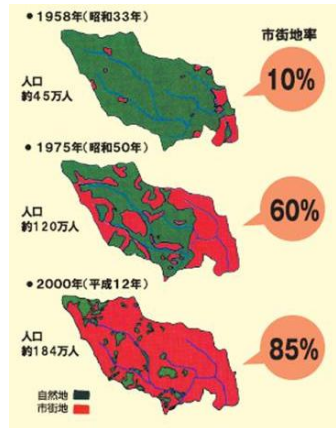 ● 1958年(昭和33年)
市街地率
10%
人口
約45万人
● 1975年(昭和50年)
60%
人口
約120万人
● 2000年(平成12年)
85%
人口
約184万人
自然地
市街地